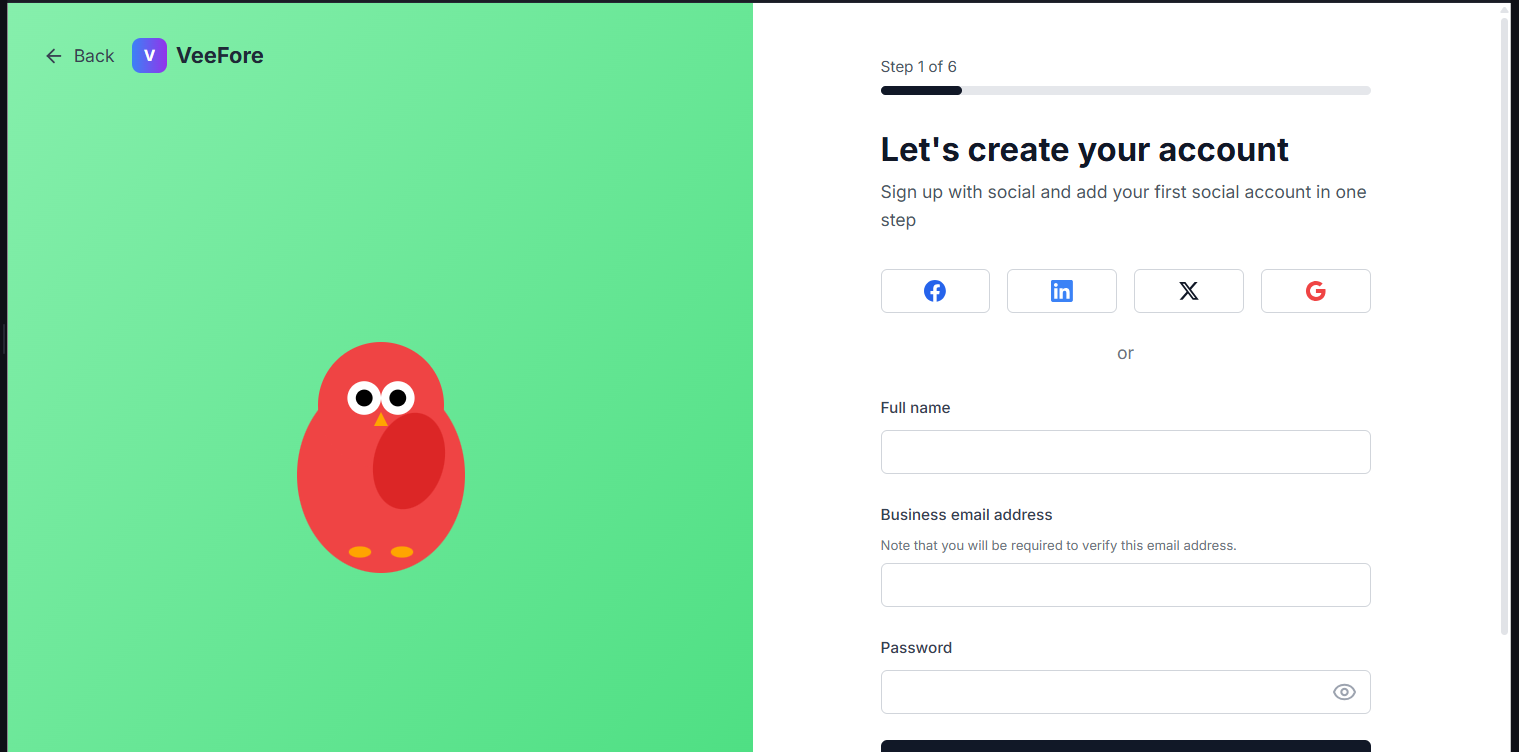 Back
V
VeeFore
Step 1 of 6
Let's create your account
Sign up with social and add your first social account in one
step
or
Full name
Business email address
Note that you will be required to verify this email address.
Password